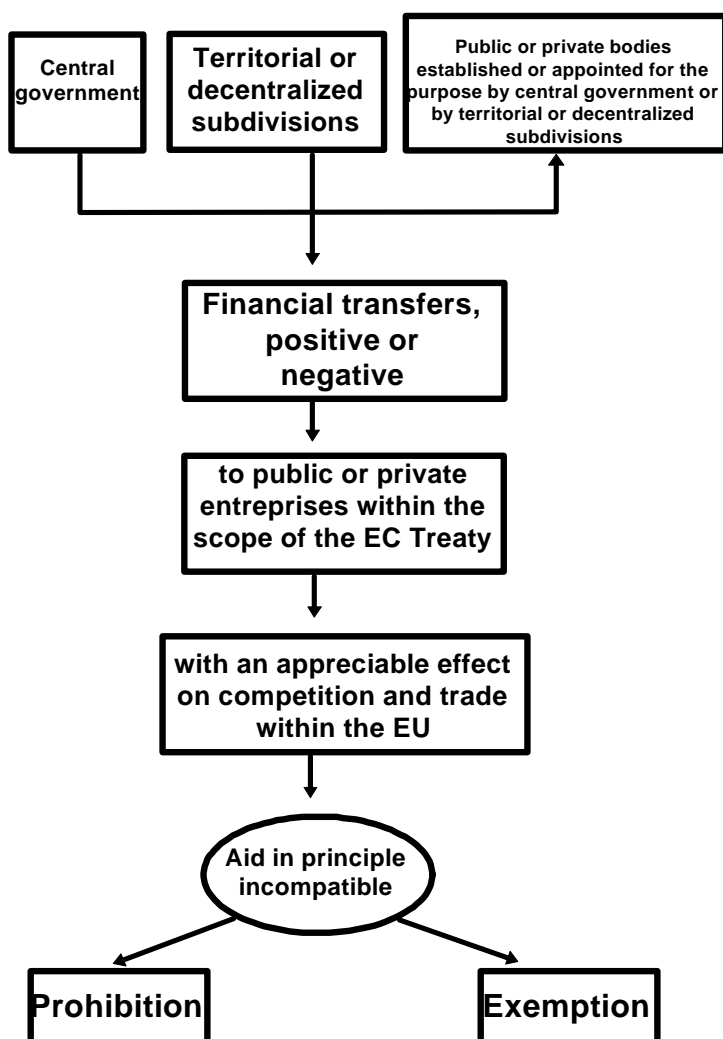 Central
government
Territorial or
decentralized
subdivisions
Public or private bodies
established or appointed for the
purpose by central government or
by territorial or decentralized
subdivisions
Financial transfers,
positive or
negative
to public or private
entreprises within the
scope of the EC Treaty
with an appreciable effect
on competition and trade
within the EU
Aid in principle
incompatible
Prohibition
Exemption